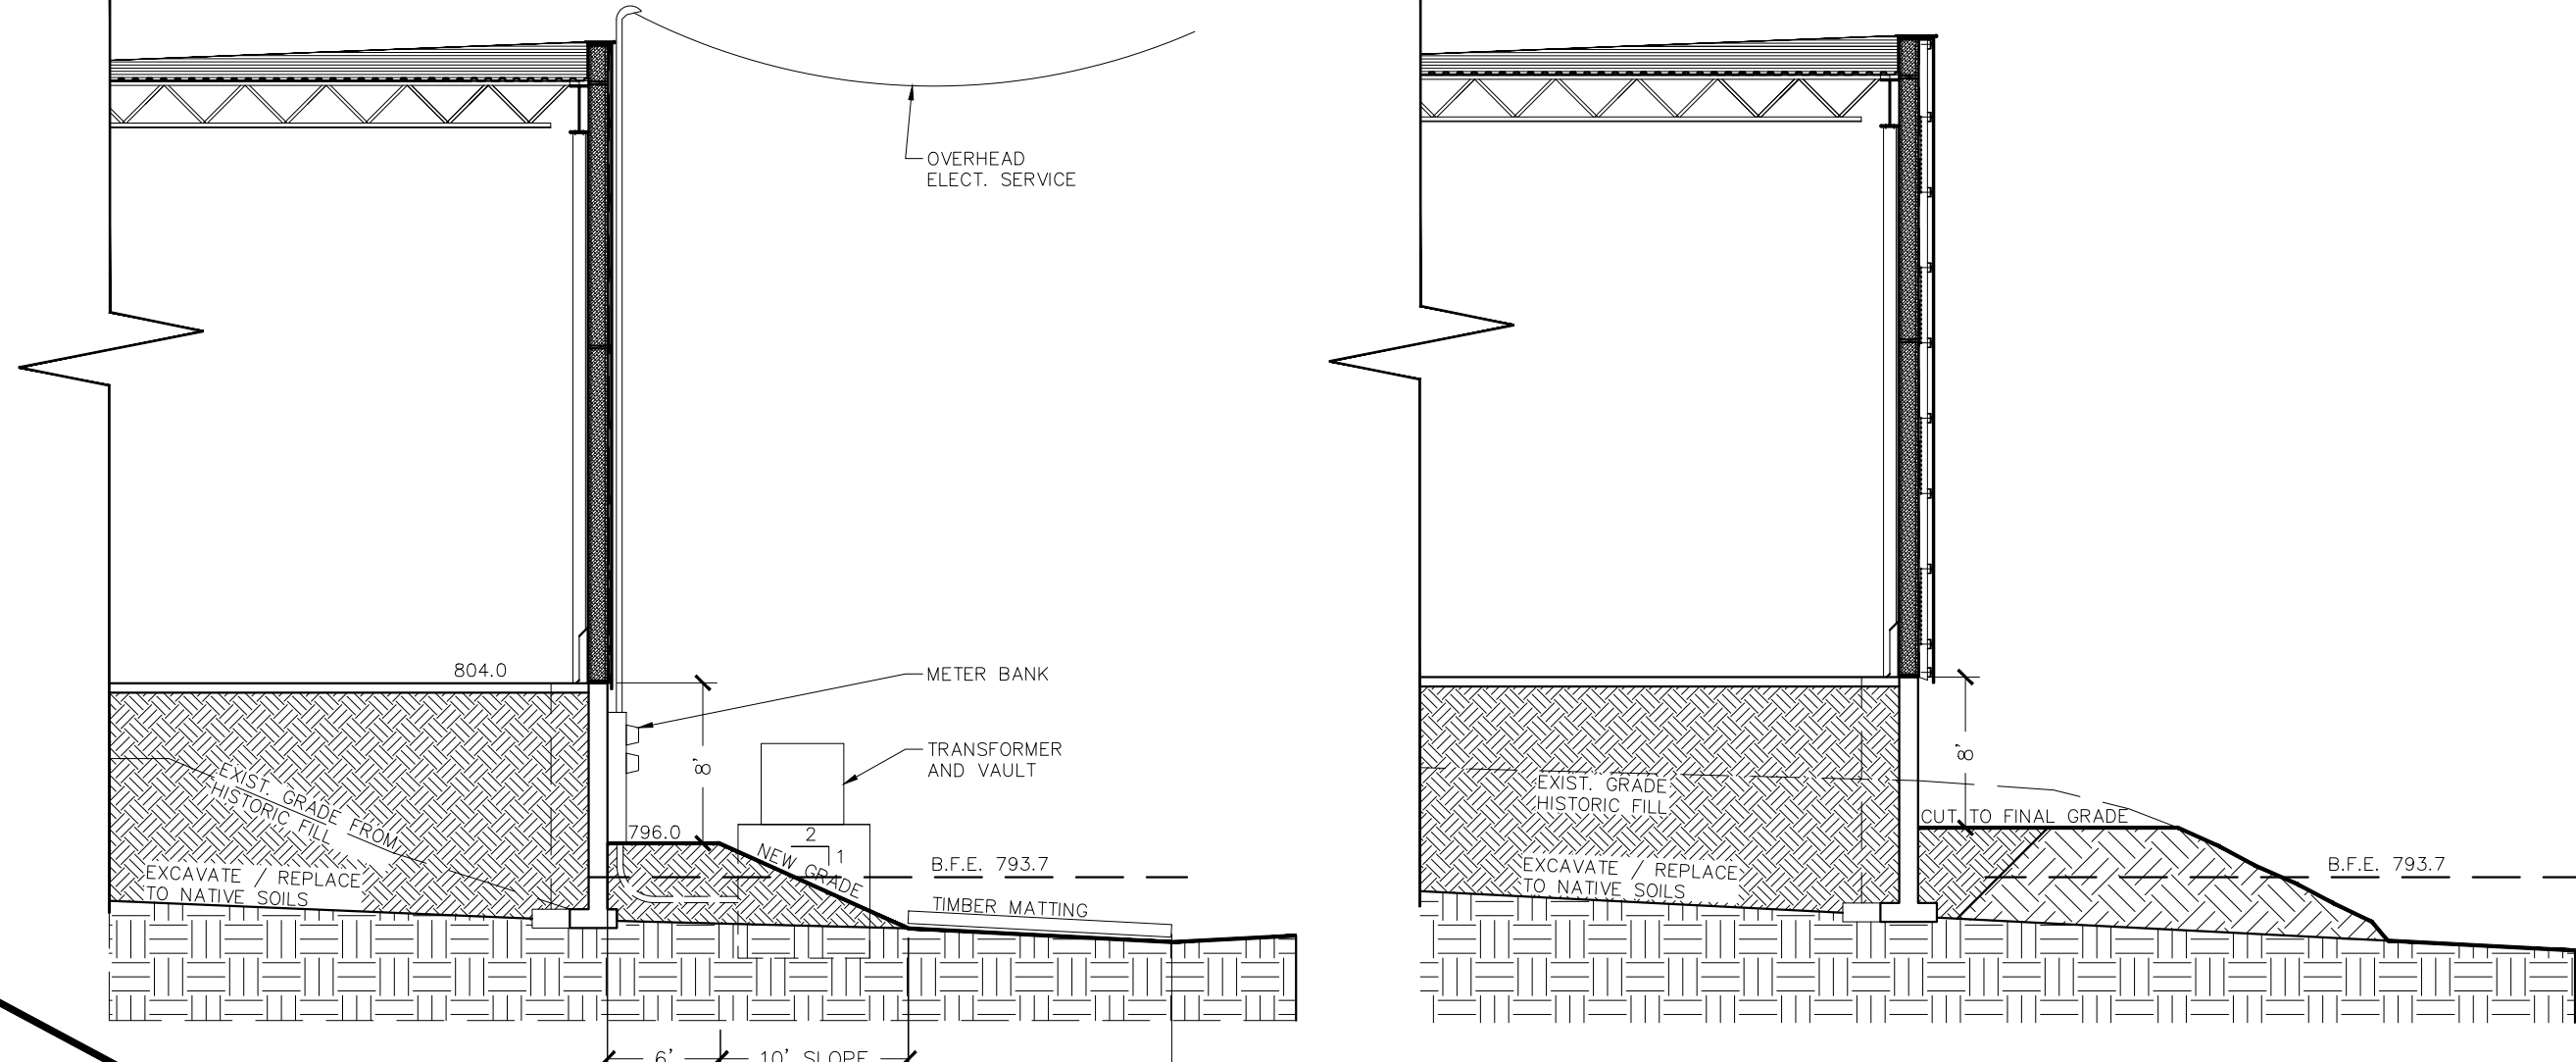 OVERHEAD
ELECT. SERVICE
804.0
METER BANK
8'
TRANSFORMER
AND VAULT
EXIST. GRADE FROM
HISTORIC FILL
796.0
2
1
NEW GRADE
B.F.E. 793.7
EXCAVATE / REPLACE
TO NATIVE SOILS
TIMBER MATTING
6'
10' SLOPE
8'
EXIST. GRADE
HISTORIC FILL
CUT TO FINAL GRADE
EXCAVATE / REPLACE
TO NATIVE SOILS
B.F.E. 793.7